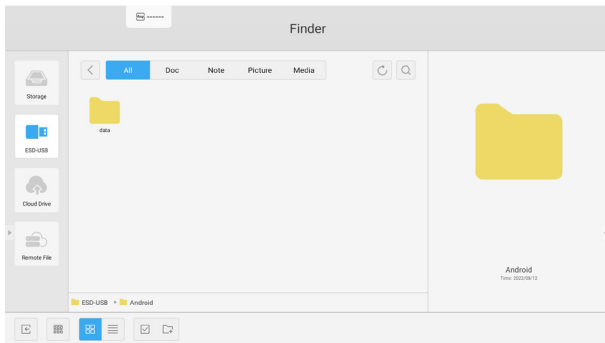 ------
Finder
All Doc Note Picture Media
Storage
ESD-USB
Cloud Drive
Remote File
data
Android
Time: 2022/08/12
ESD-USB Android